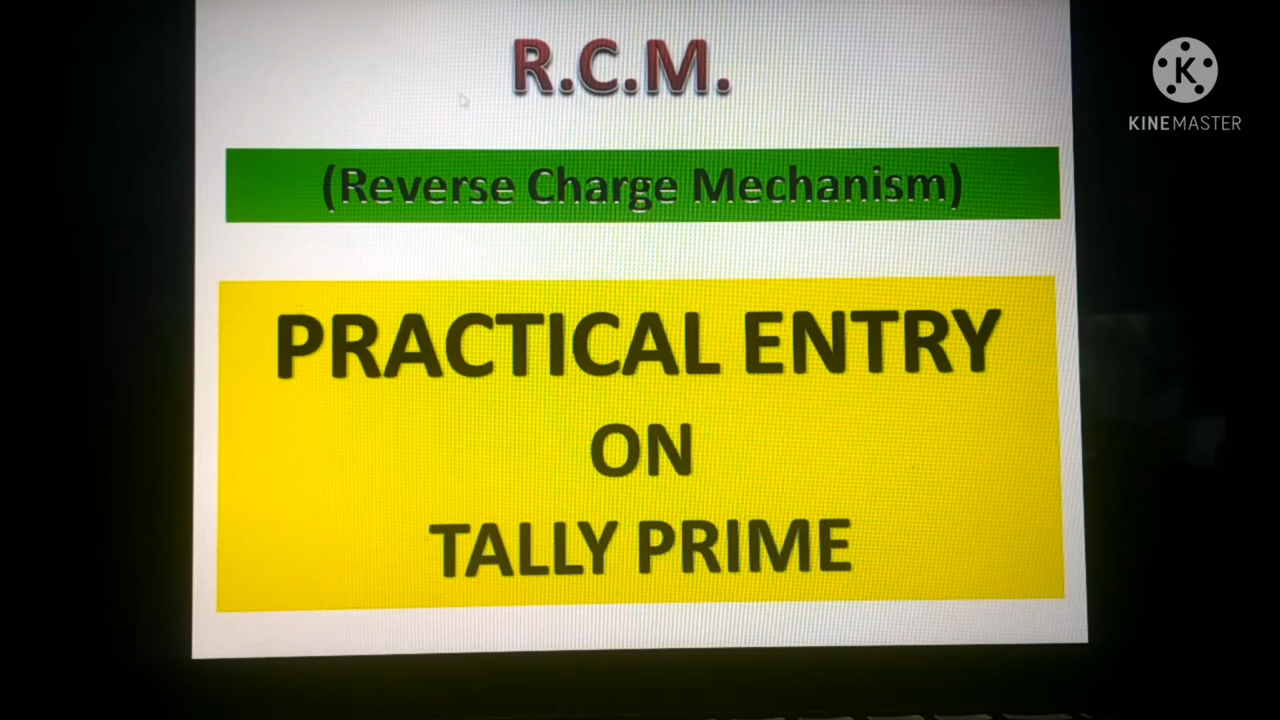 R.C.M.
(Reverse Charge Mechanism)
PRACTICAL ENTRY
ON
TALLY PRIME
K
KINEMASTER